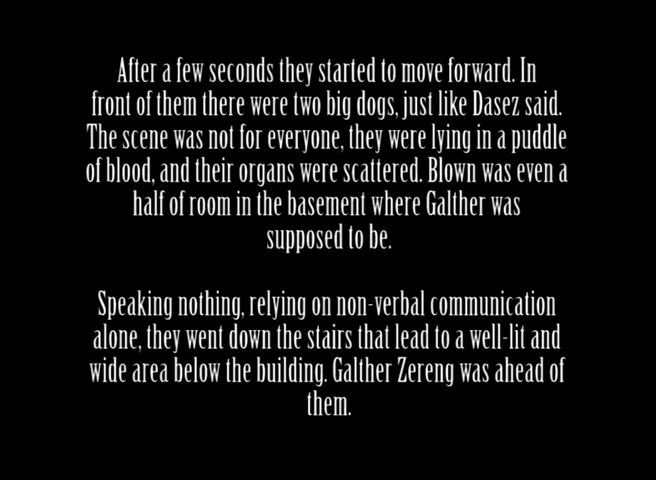 After a few seconds they started to move forward. In
front of them there were two big dogs, just like Dasez said.
The scene was not for everyone, they were lying in a puddle
of blood, and their organs were scattered. Blown was even a
half of room in the basement where Galther was
supposed to be.
Speaking nothing, relying on non-verbal communication
alone, they went down the stairs that lead to a well-lit and
wide area below the building. Galther Zereng was ahead of
them.